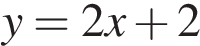 y = 2x + 2